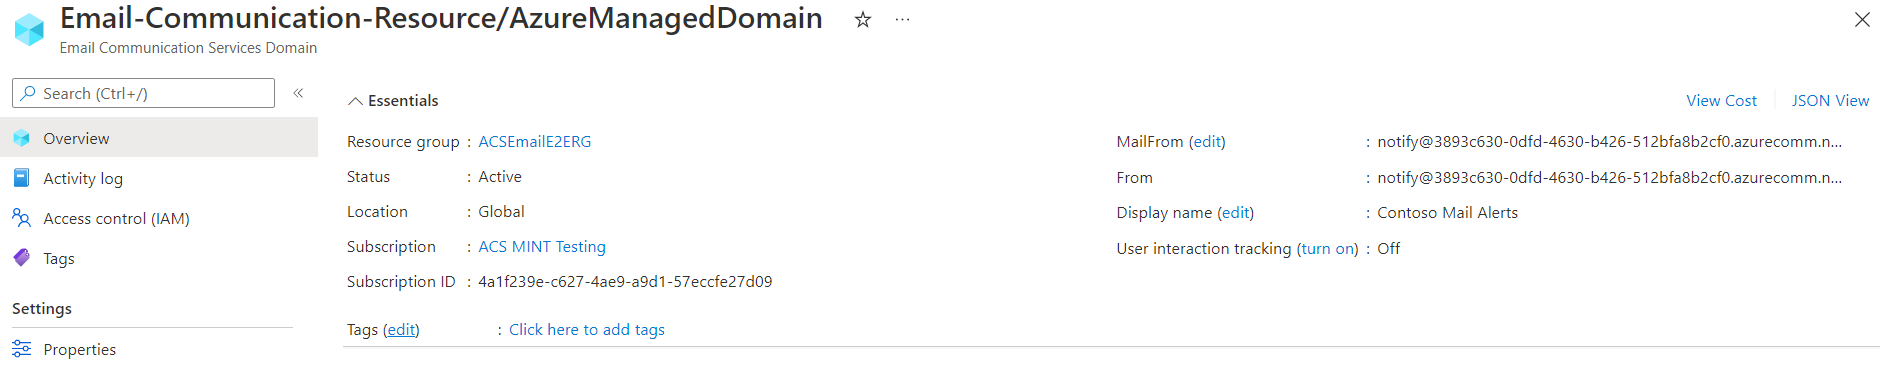 Email-Communication-Resource/AzureManagedDomain
Email Communication Services Domain
Search (Ctrl+/)
Overview
Activity log
Access control (IAM)
Tags
Settings
Properties
Essentials
View Cost
JSON View
Resource group : ACSEmailE2ERG
Status : Active
Location : Global
Subscription : ACS MINT Testing
Subscription ID : 4a1f239e-c627-4ae9-a9d1-57eccfe27d09
MailFrom (edit) : notify@3893c630-0dfd-4630-b426-512bfa8b2cf0.azurecomm.n...
From : notify@3893c630-0dfd-4630-b426-512bfa8b2cf0.azurecomm.n...
Display name (edit) : Contoso Mail Alerts
User interaction tracking (turn on) : Off
Tags (edit) : Click here to add tags